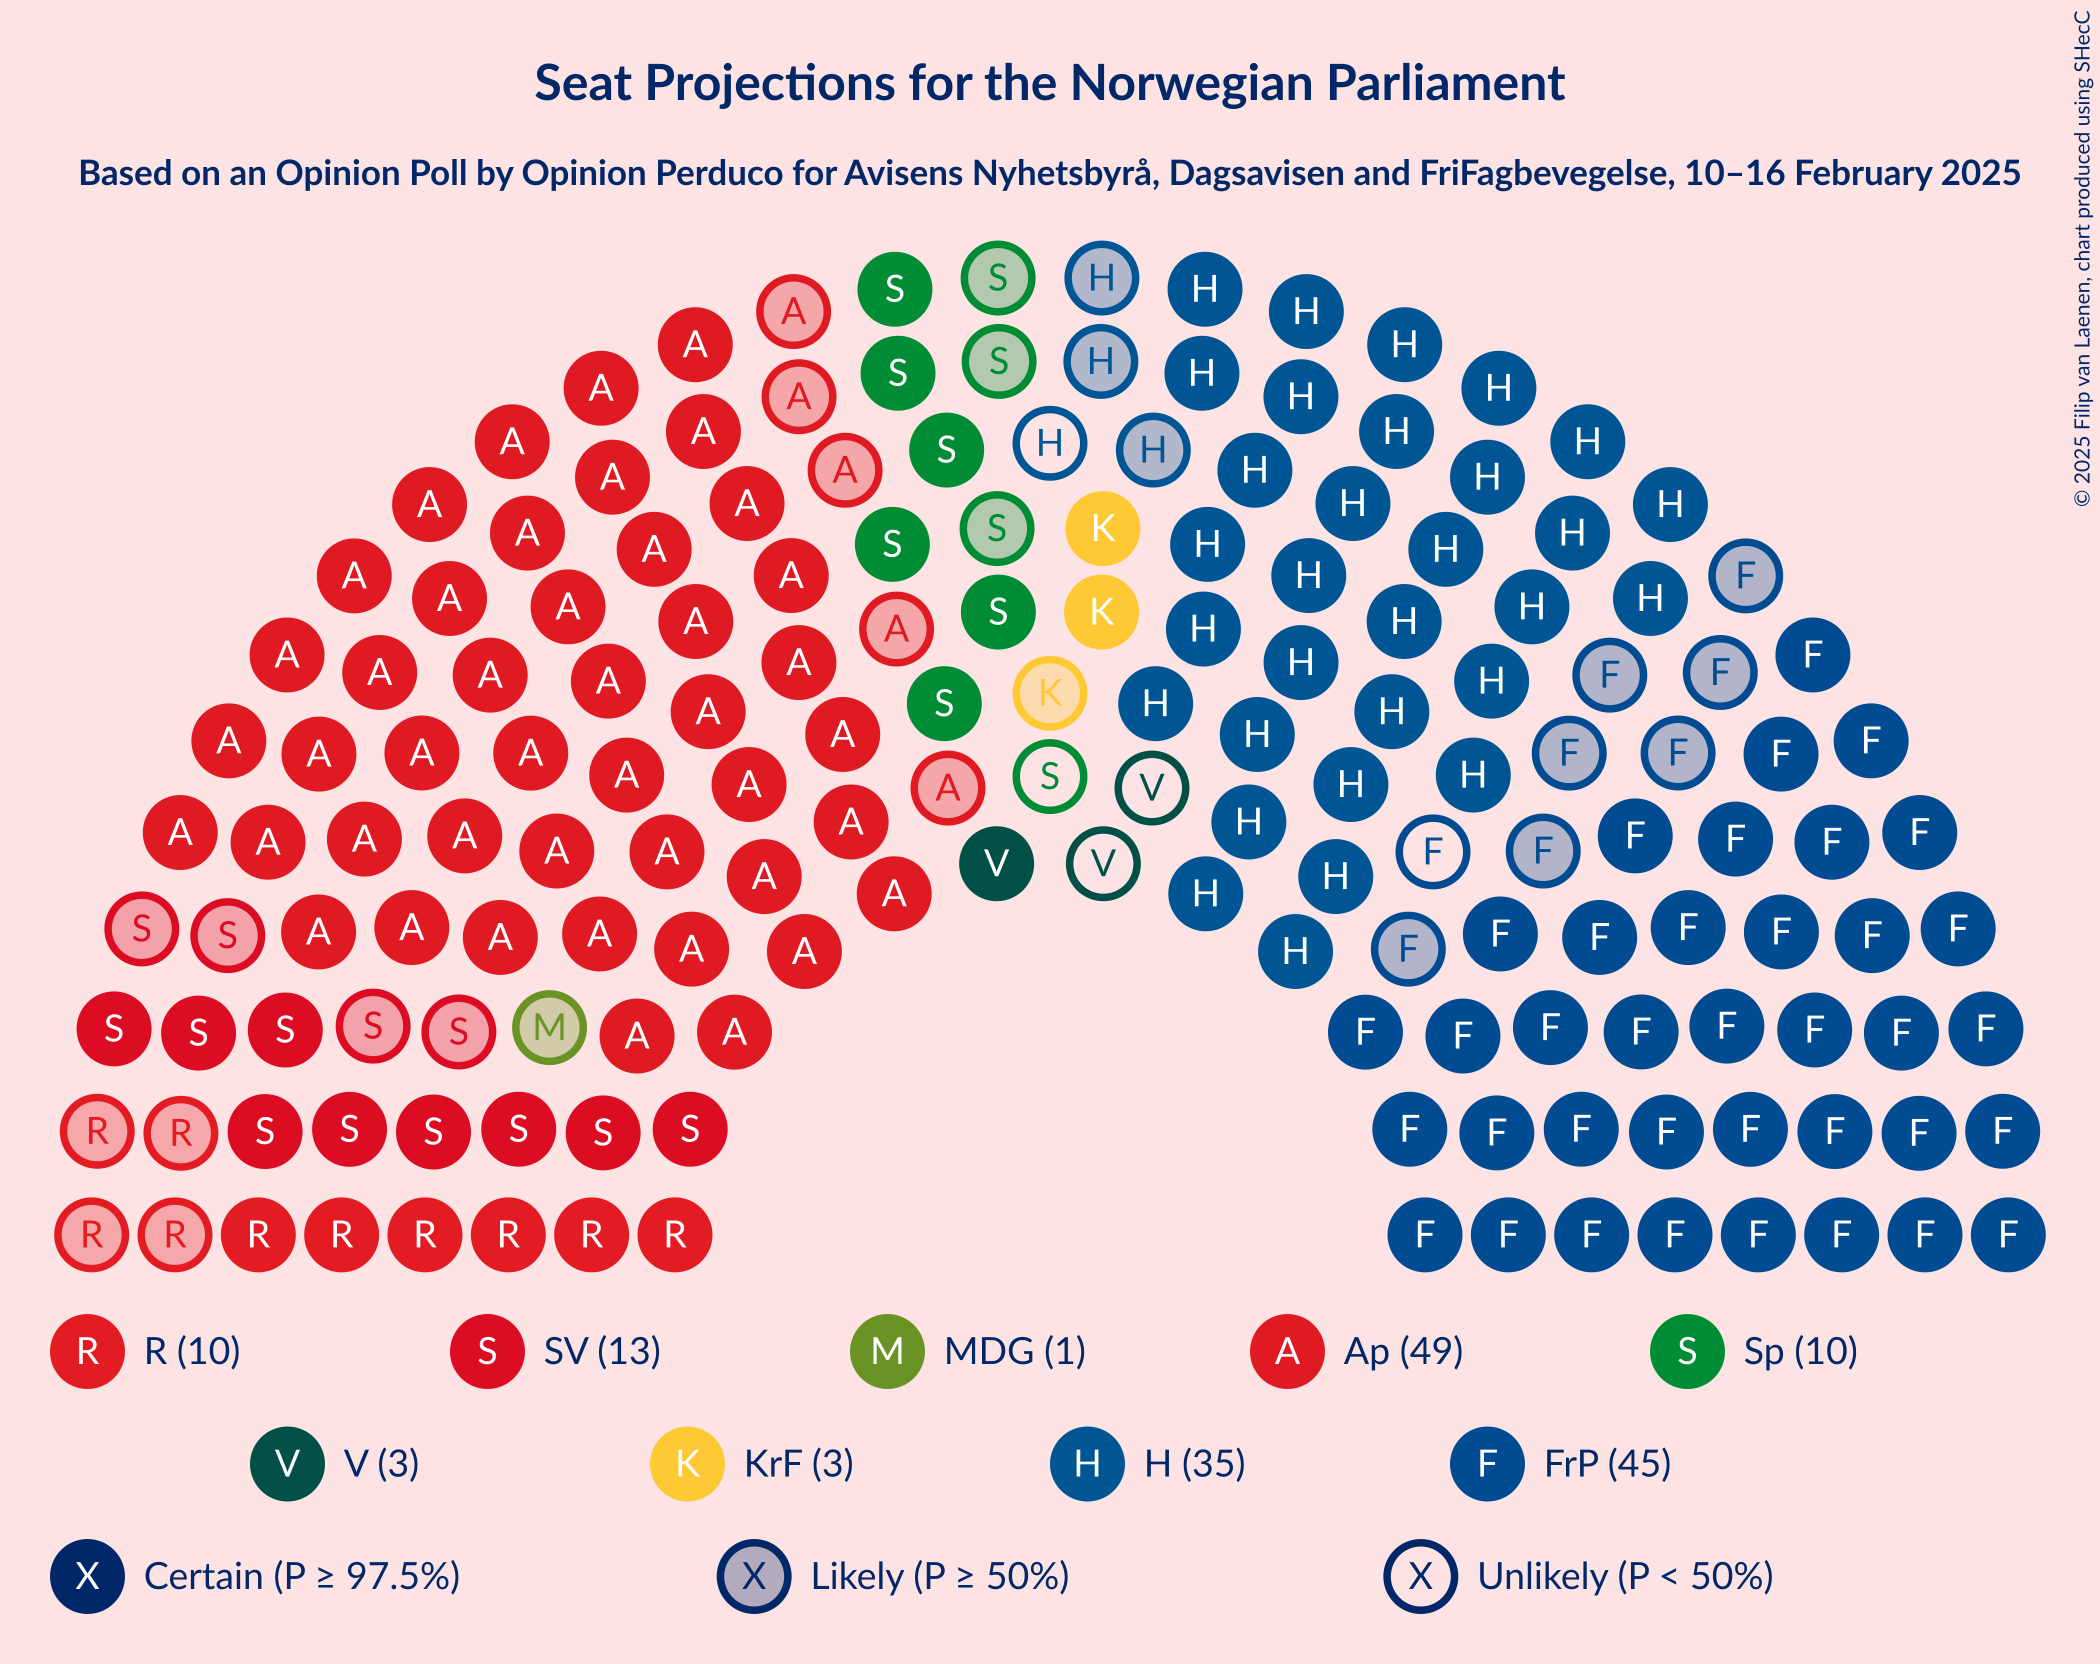 Seat Projections for the Norwegian Parliament
Based on an Opinion Poll by Opinion Perduco for Avisens Nyhetsbyrå, Dagsavisen and FriFagbevegelse, 10–16 February 2025
© 2025 Filip van Laenen, chart produced using SHecC
S S H H
A S H H
A S S H H H
A A S H H H
A A A S H H H H
A A A K H H H
A A A S S H H H H
A A A A F
A A A A S K H H H H H
A A A A A A H H H F F F
A A S K H H H
A A A A A A A S V H H H F F F F
A A A A A A A V V H H F F F F F F
S S A A A A A A H F F F F F F F
S S S S S M A A F F F F F F F F
R R S S S S S S F F F F F F F F
R R R R R R R R F F F F F F F F
R R (10) S SV (13) M MDG (1) A Ap (49) S Sp (10)
V V (3) K KrF (3) H H (35) F FrP (45)
X Certain (P ≥ 97.5%) X Likely (P ≥ 50%) X Unlikely (P < 50%)